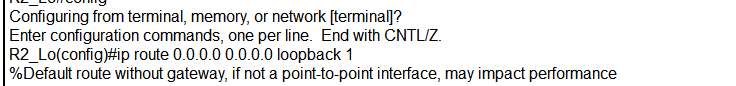 Configuring from terminal, memory, or network [terminal]?
Enter configuration commands, one per line.  End with CNTL/Z.
R2_Lo(config)#ip route 0.0.0.0 0.0.0.0 loopback 1
%Default route without gateway, if not a point-to-point interface, may impact performance